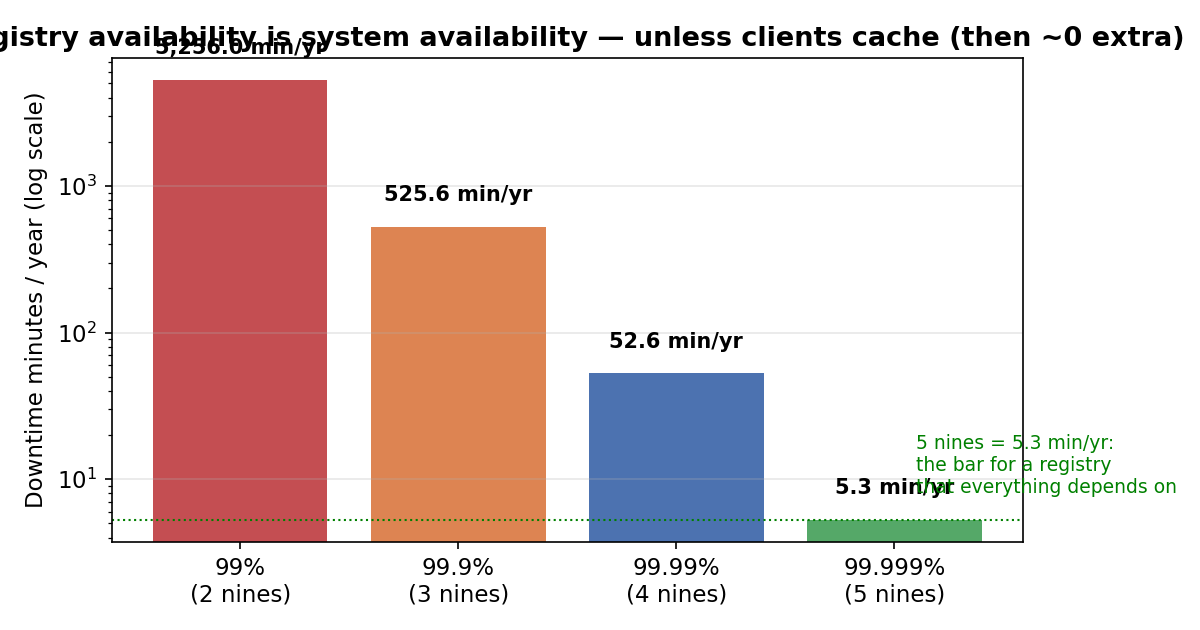 gistry availability is system availability — unless clients cache (then ~0 extra)
5,256.0 min/yr
525.6 min/yr
52.6 min/yr
5.3 min/yr
5 nines = 5.3 min/yr:
the bar for a registry
that everything depends on
Downtime minutes / year (log scale)
10³
10²
10¹
99%
(2 nines)
99.9%
(3 nines)
99.99%
(4 nines)
99.999%
(5 nines)